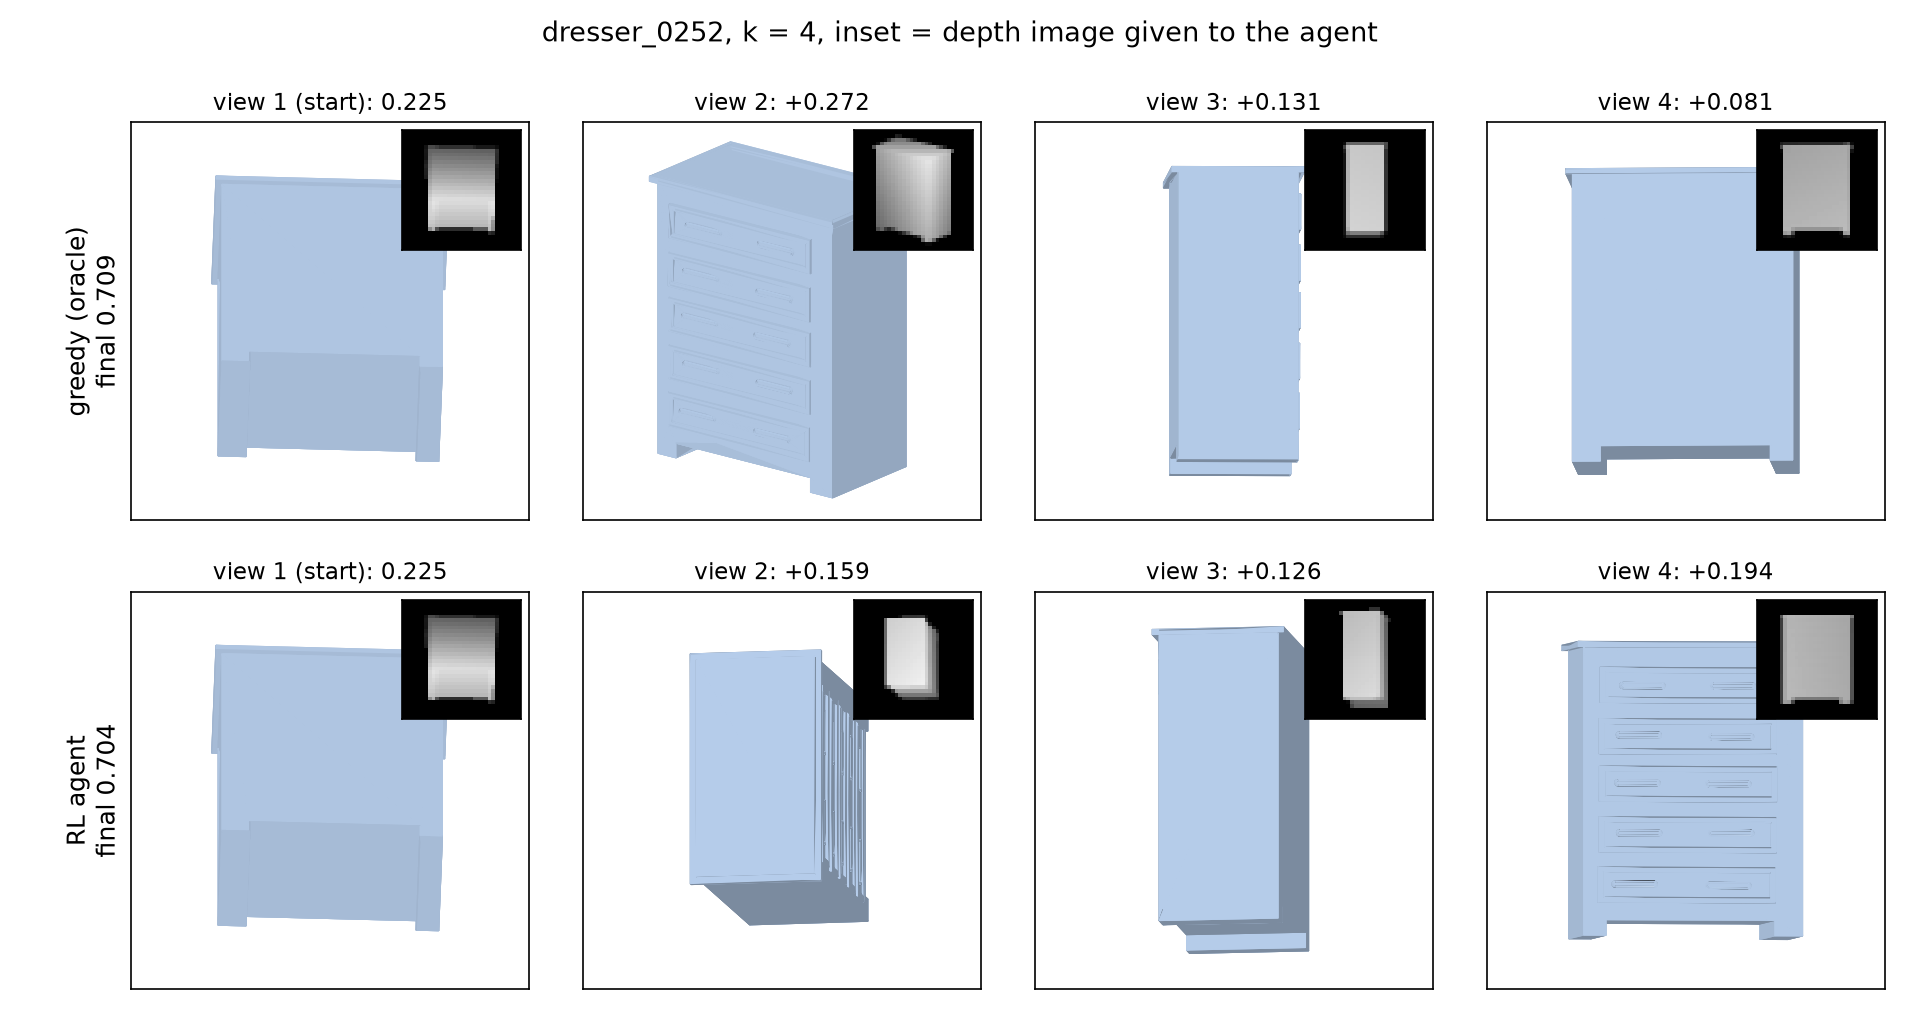 dresser_0252, k = 4, inset = depth image given to the agent
view 1 (start): 0.225
view 2: +0.272
view 3: +0.131
view 4: +0.081
greedy (oracle)
final 0.709
view 1 (start): 0.225
view 2: +0.159
view 3: +0.126
view 4: +0.194
RL agent
final 0.704